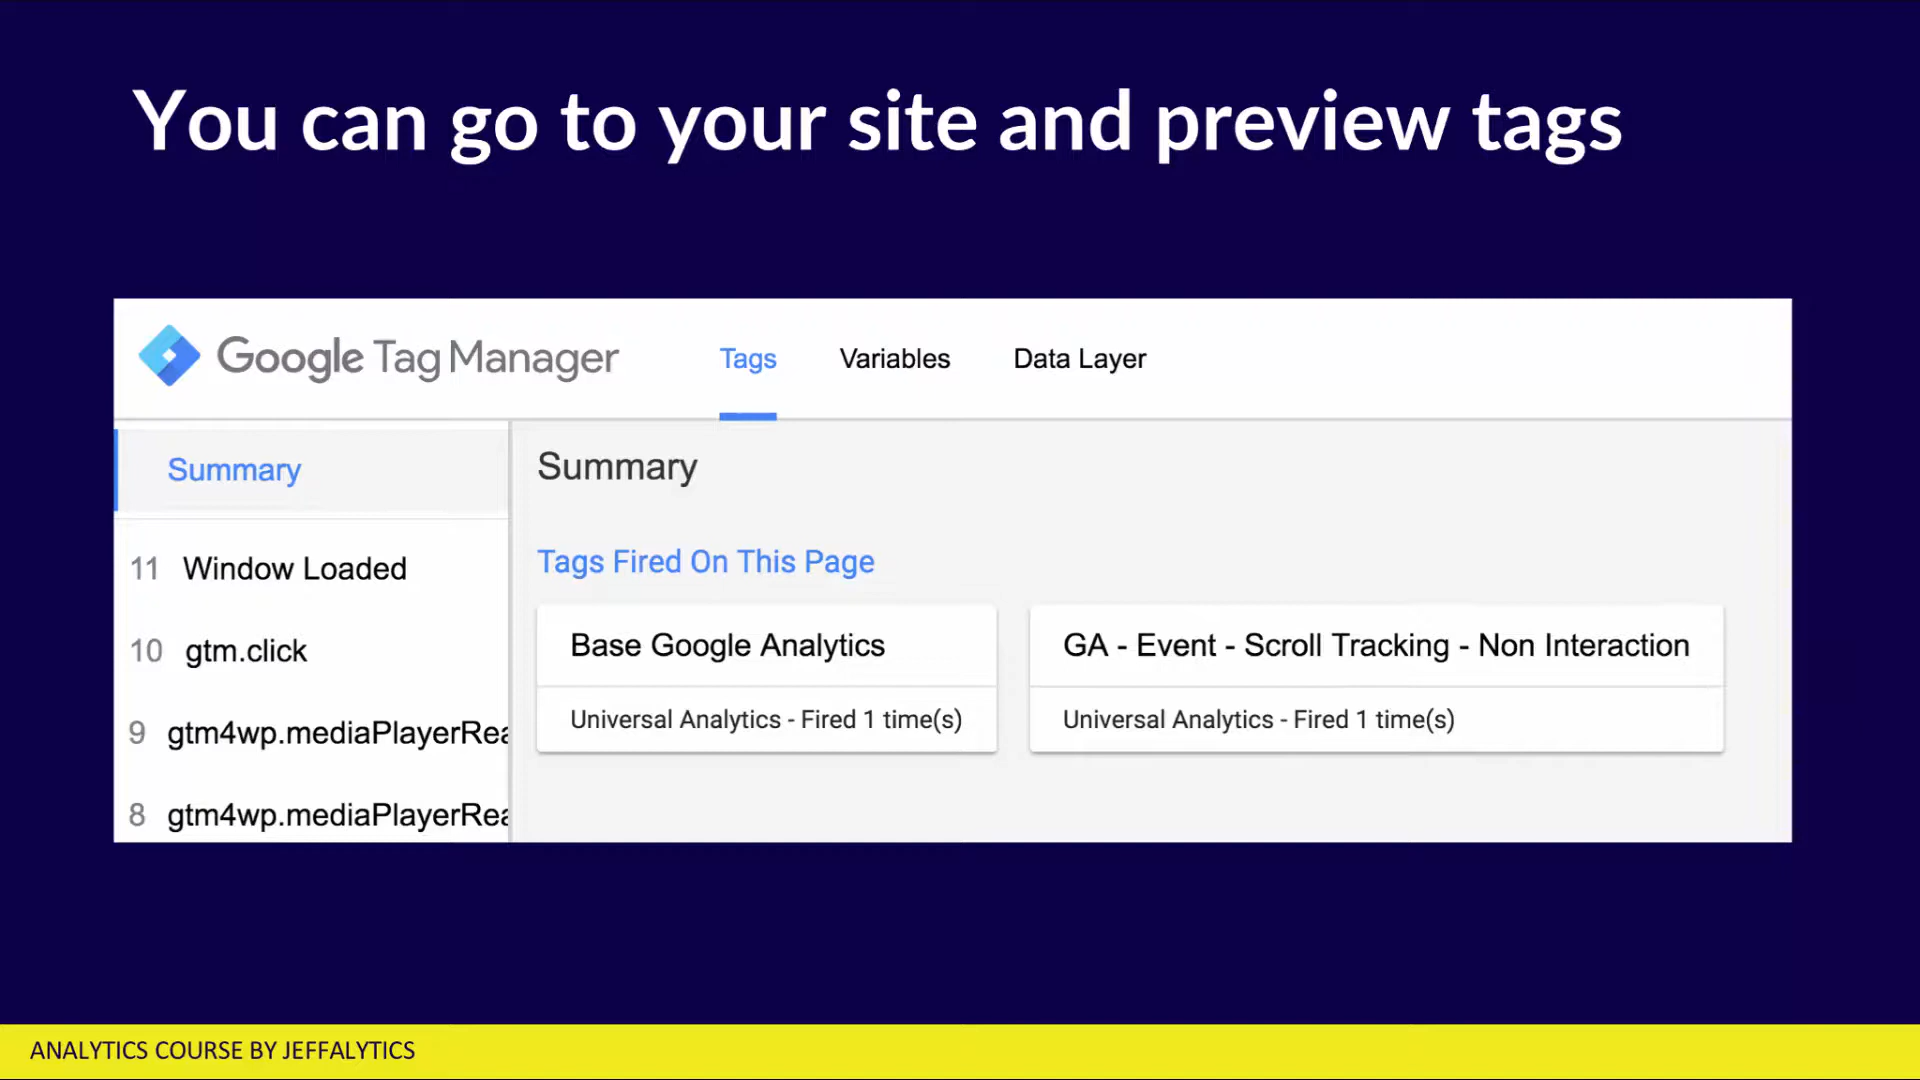 You can go to your site and preview tags
Google Tag Manager
Tags
Variables
Data Layer
Summary
11 Window Loaded
10 gtm.click
9 gtm4wp.mediaPlayerRea
8 gtm4wp.mediaPlayerRea
Summary
Tags Fired On This Page
Base Google Analytics
Universal Analytics - Fired 1 time(s)
GA - Event - Scroll Tracking - Non Interaction
Universal Analytics - Fired 1 time(s)
ANALYTICS COURSE BY JEFFALYTICS